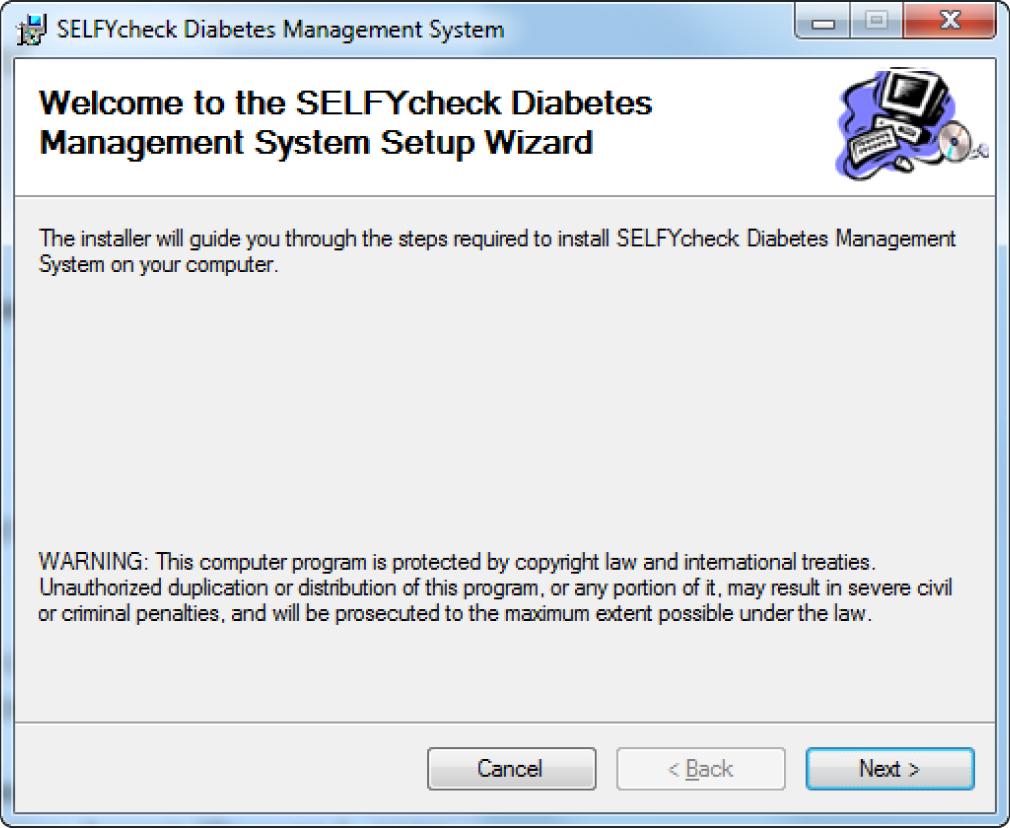 SELFYcheck Diabetes Management System
Welcome to the SELFYcheck Diabetes
Management System Setup Wizard
The installer will guide you through the steps required to install SELFYcheck Diabetes Management
System on your computer.
WARNING: This computer program is protected by copyright law and international treaties.
Unauthorized duplication or distribution of this program, or any portion of it, may result in severe civil
or criminal penalties, and will be prosecuted to the maximum extent possible under the law.
Cancel
< Back
Next >